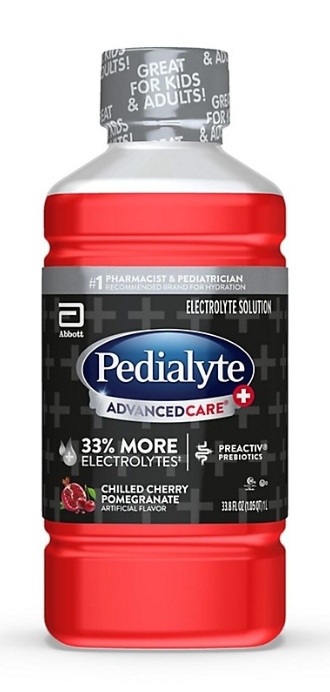 GREAT
FOR KIDS
& ADULTS!
#1 PHARMACIST & PEDIATRICIAN
RECOMMENDED BRAND FOR HYDRATION
ELECTROLYTE SOLUTION
Abbott
Pedialyte
ADVANCEDCARE®
33% MORE
ELECTROLYTES‡
PREACTIV®
PREBIOTICS
CHILLED CHERRY
POMEGRANATE
ARTIFICIAL FLAVOR
33.8 FL OZ (1.05 QT) 1 L